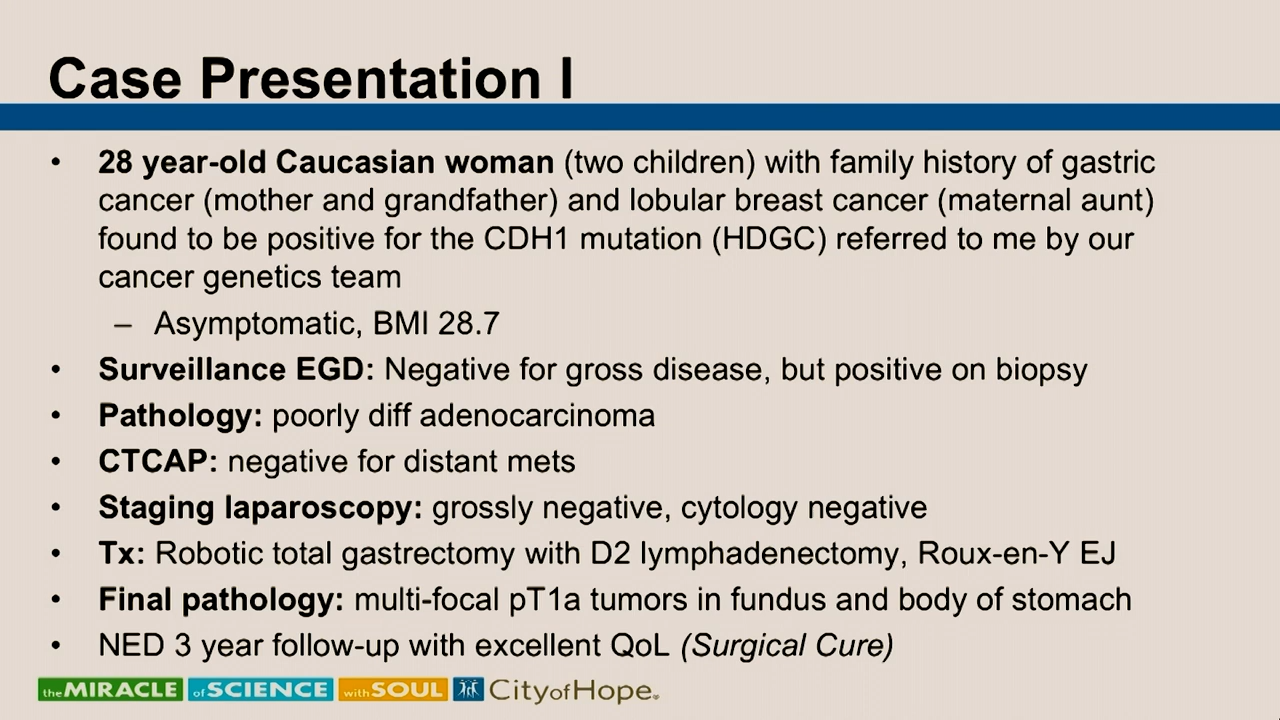 Case Presentation I
• 28 year-old Caucasian woman (two children) with family history of gastric
cancer (mother and grandfather) and lobular breast cancer (maternal aunt)
found to be positive for the CDH1 mutation (HDGC) referred to me by our
cancer genetics team
– Asymptomatic, BMI 28.7
• Surveillance EGD: Negative for gross disease, but positive on biopsy
• Pathology: poorly diff adenocarcinoma
• CTCAP: negative for distant mets
• Staging laparoscopy: grossly negative, cytology negative
• Tx: Robotic total gastrectomy with D2 lymphadenectomy, Roux-en-Y EJ
• Final pathology: multi-focal pT1a tumors in fundus and body of stomach
• NED 3 year follow-up with excellent QoL (Surgical Cure)
the MIRACLE of SCIENCE with SOUL CityofHope®